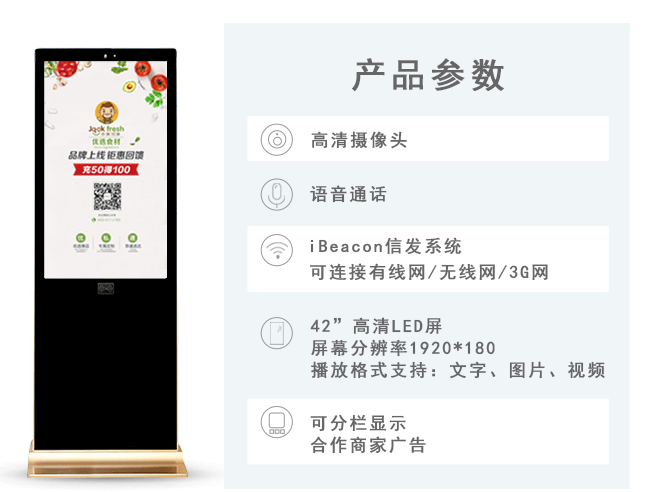 Jack fresh
优选食材
品牌上线 钜惠回馈
充50得100
优
私
速
产品参数
高清摄像头
语音通话
iBeacon信发系统
可连接有线网/无线网/3G网
42”高清LED屏
屏幕分辨率1920*180
播放格式支持：文字、图片、视频
可分栏显示
合作商家广告